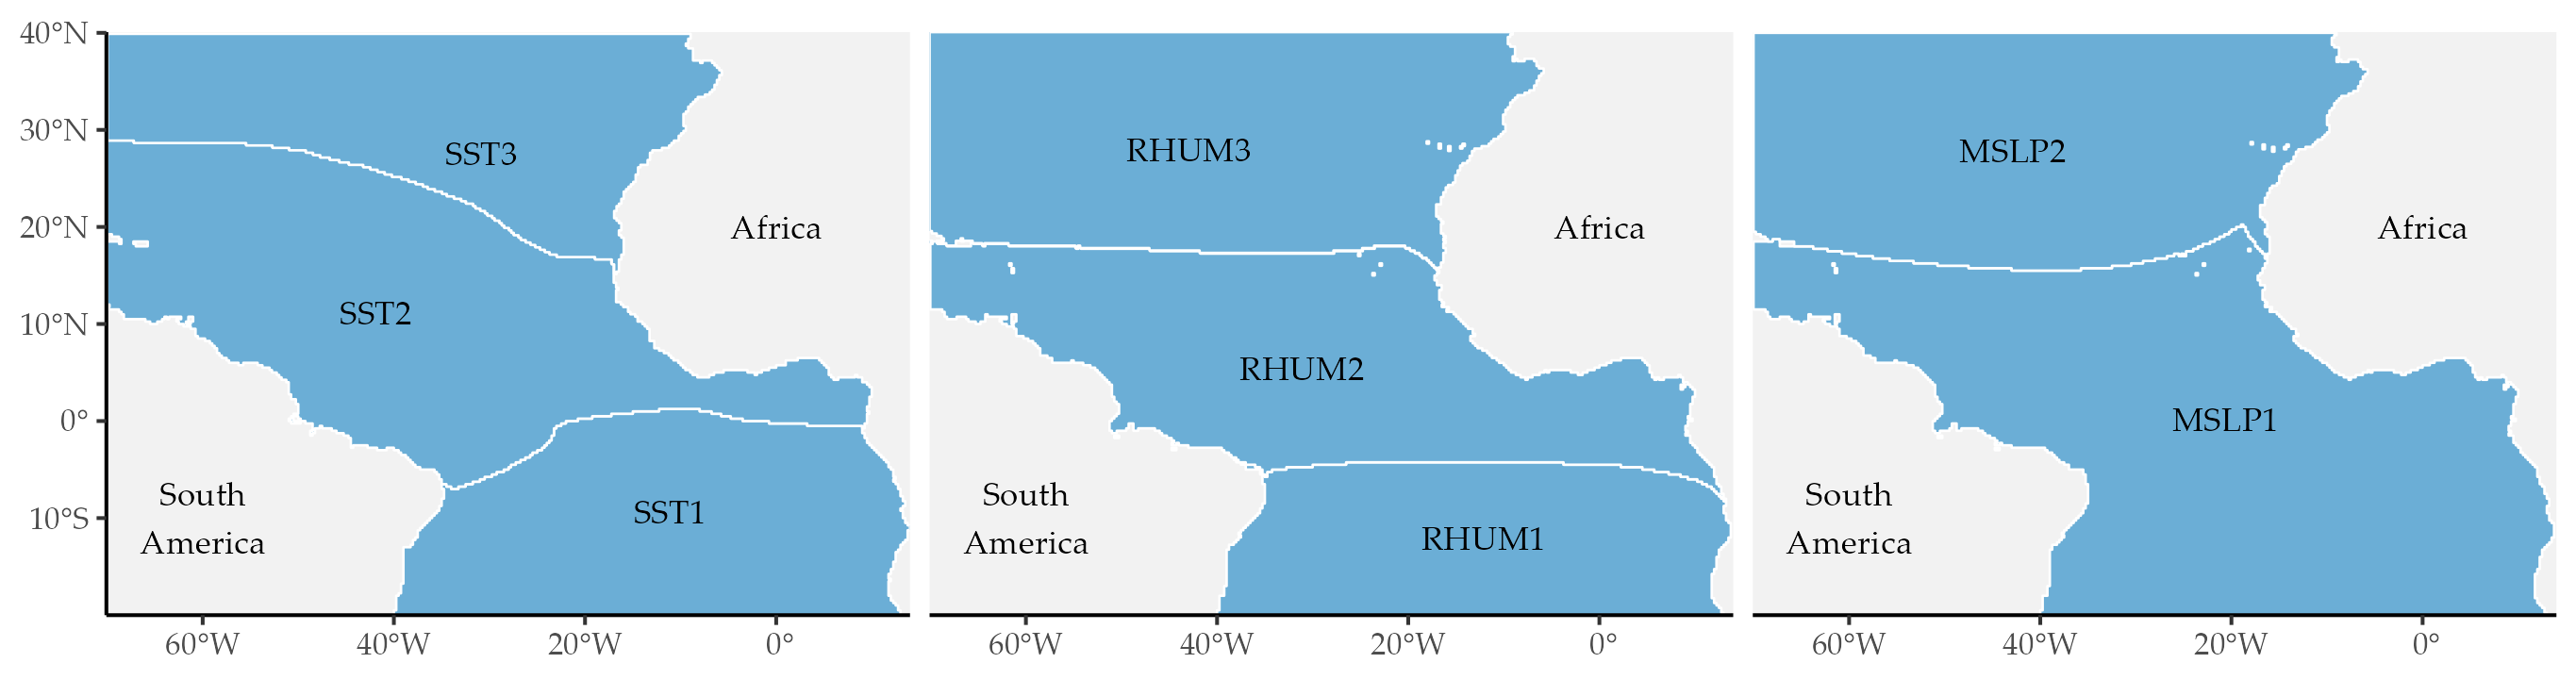 40°N
30°N
20°N
10°N
0°
10°S
SST3
SST2
SST1
Africa
South
America
60°W
40°W
20°W
0°
RHUM3
RHUM2
RHUM1
Africa
South
America
60°W
40°W
20°W
0°
MSLP2
MSLP1
Africa
South
America
60°W
40°W
20°W
0°